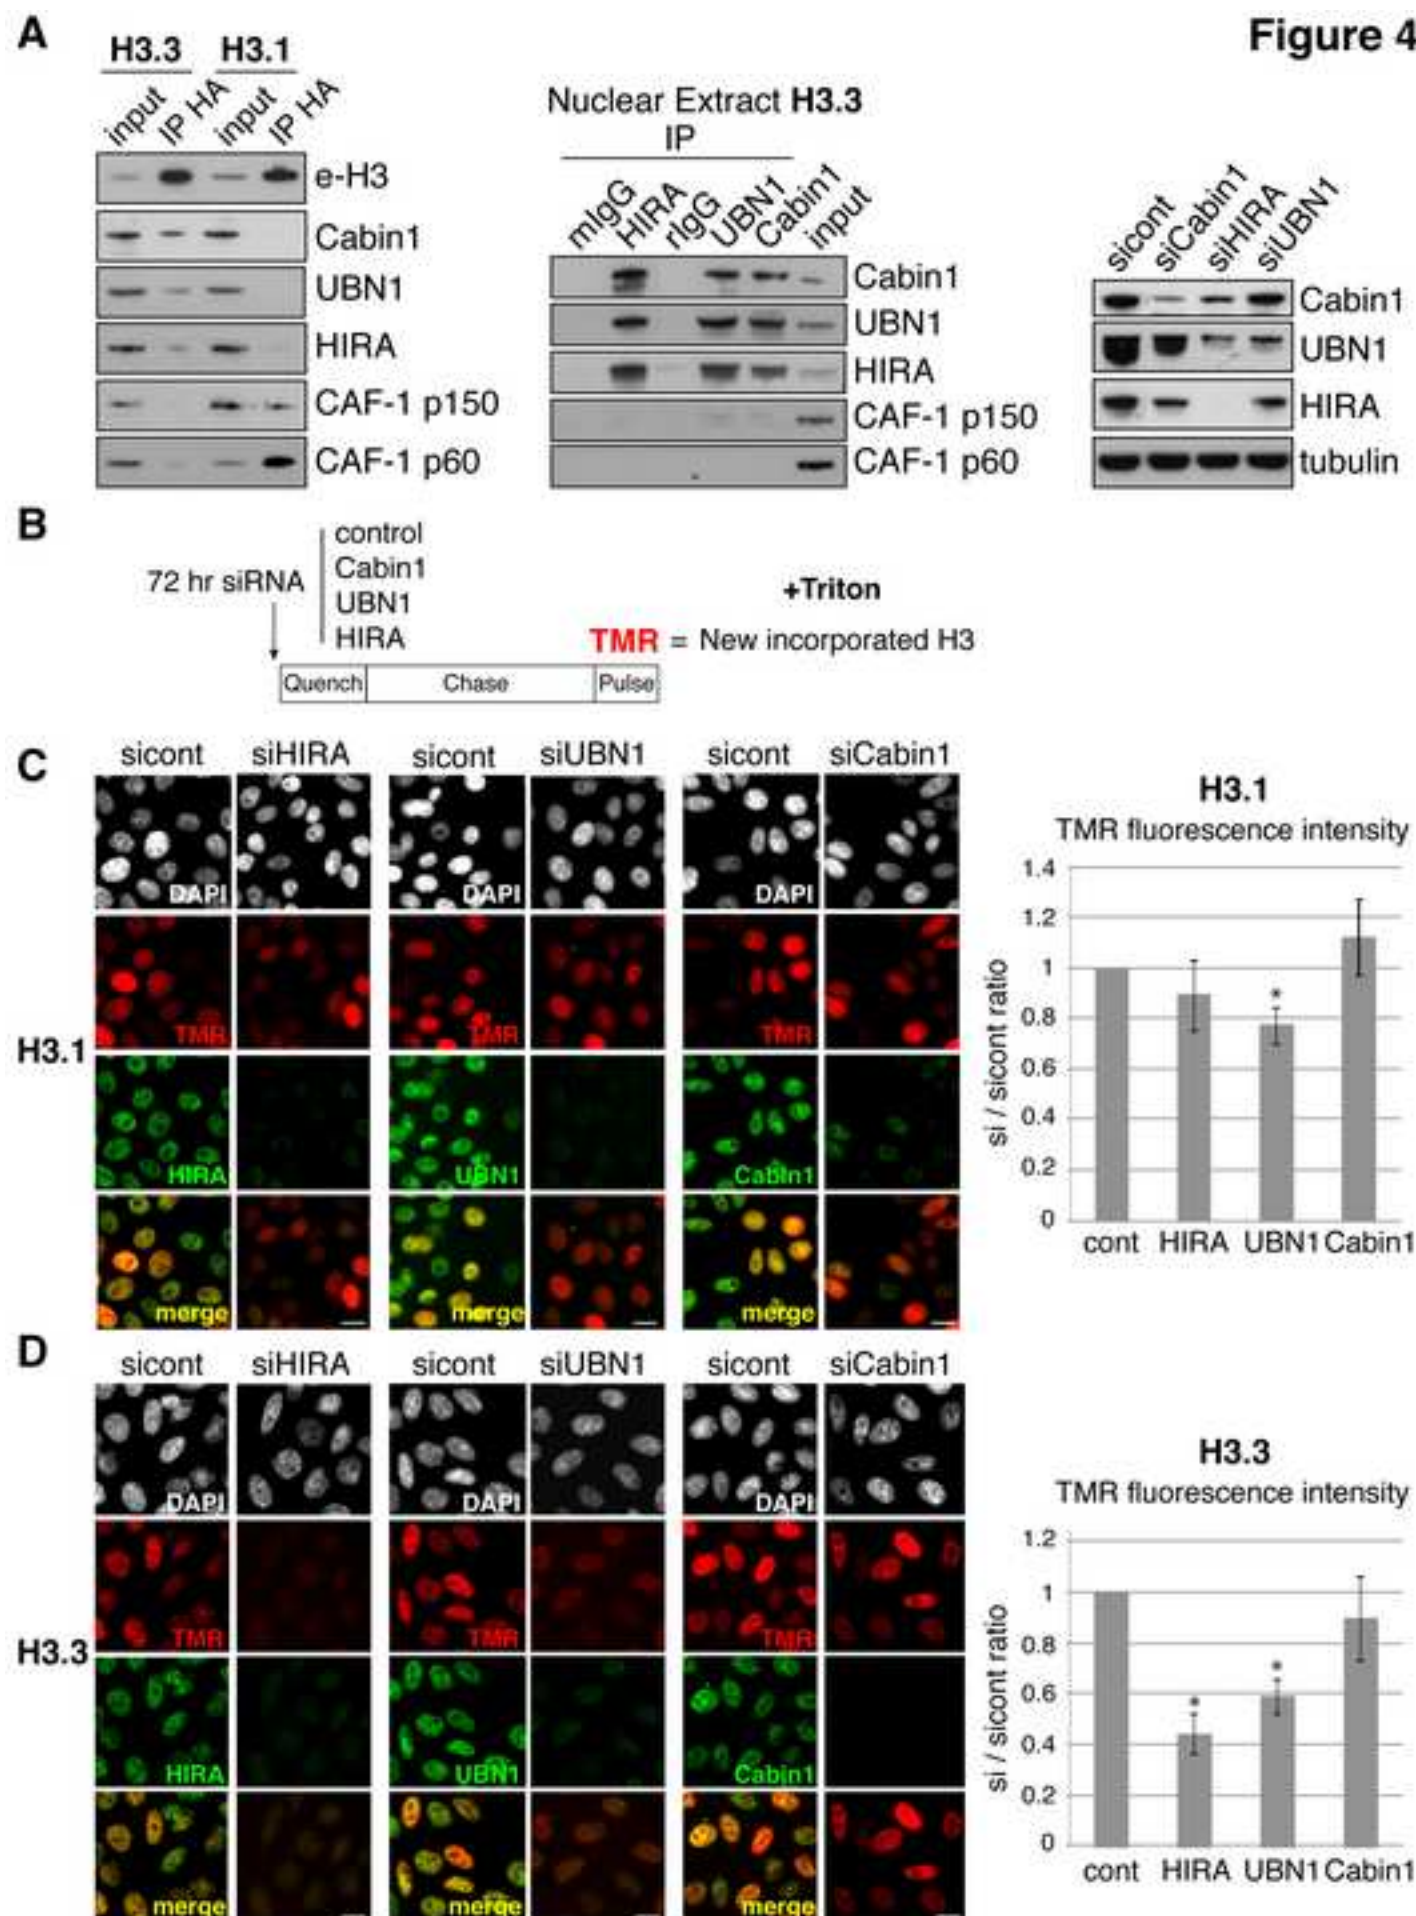 Figure 4
A
H3.3 H3.1
input IP HA input IP HA
e-H3
Cabin1
UBN1
HIRA
CAF-1 p150
CAF-1 p60
Nuclear Extract H3.3
IP
mIgG HIRA rIgG UBN1 Cabin1 input
Cabin1
UBN1
HIRA
CAF-1 p150
CAF-1 p60
sicont siCabin1 siHIRA siUBN1
Cabin1
UBN1
HIRA
tubulin
B
72 hr siRNA
control
Cabin1
UBN1
HIRA
+Triton
TMR = New incorporated H3
Quench Chase Pulse
C
sicont siHIRA sicont siUBN1 sicont siCabin1
DAPI DAPI DAPI
TMR TMR TMR
H3.1
HIRA UBN1 Cabin1
merge merge merge
H3.1
TMR fluorescence intensity
si / sicont ratio
1.4
1.2
1
0.8
0.6
0.4
0.2
0
cont HIRA UBN1 Cabin1
*
D
sicont siHIRA sicont siUBN1 sicont siCabin1
DAPI DAPI DAPI
TMR TMR TMR
H3.3
HIRA UBN1 Cabin1
merge merge merge
H3.3
TMR fluorescence intensity
si / sicont ratio
1.2
1
0.8
0.6
0.4
0.2
0
* *
cont HIRA UBN1 Cabin1